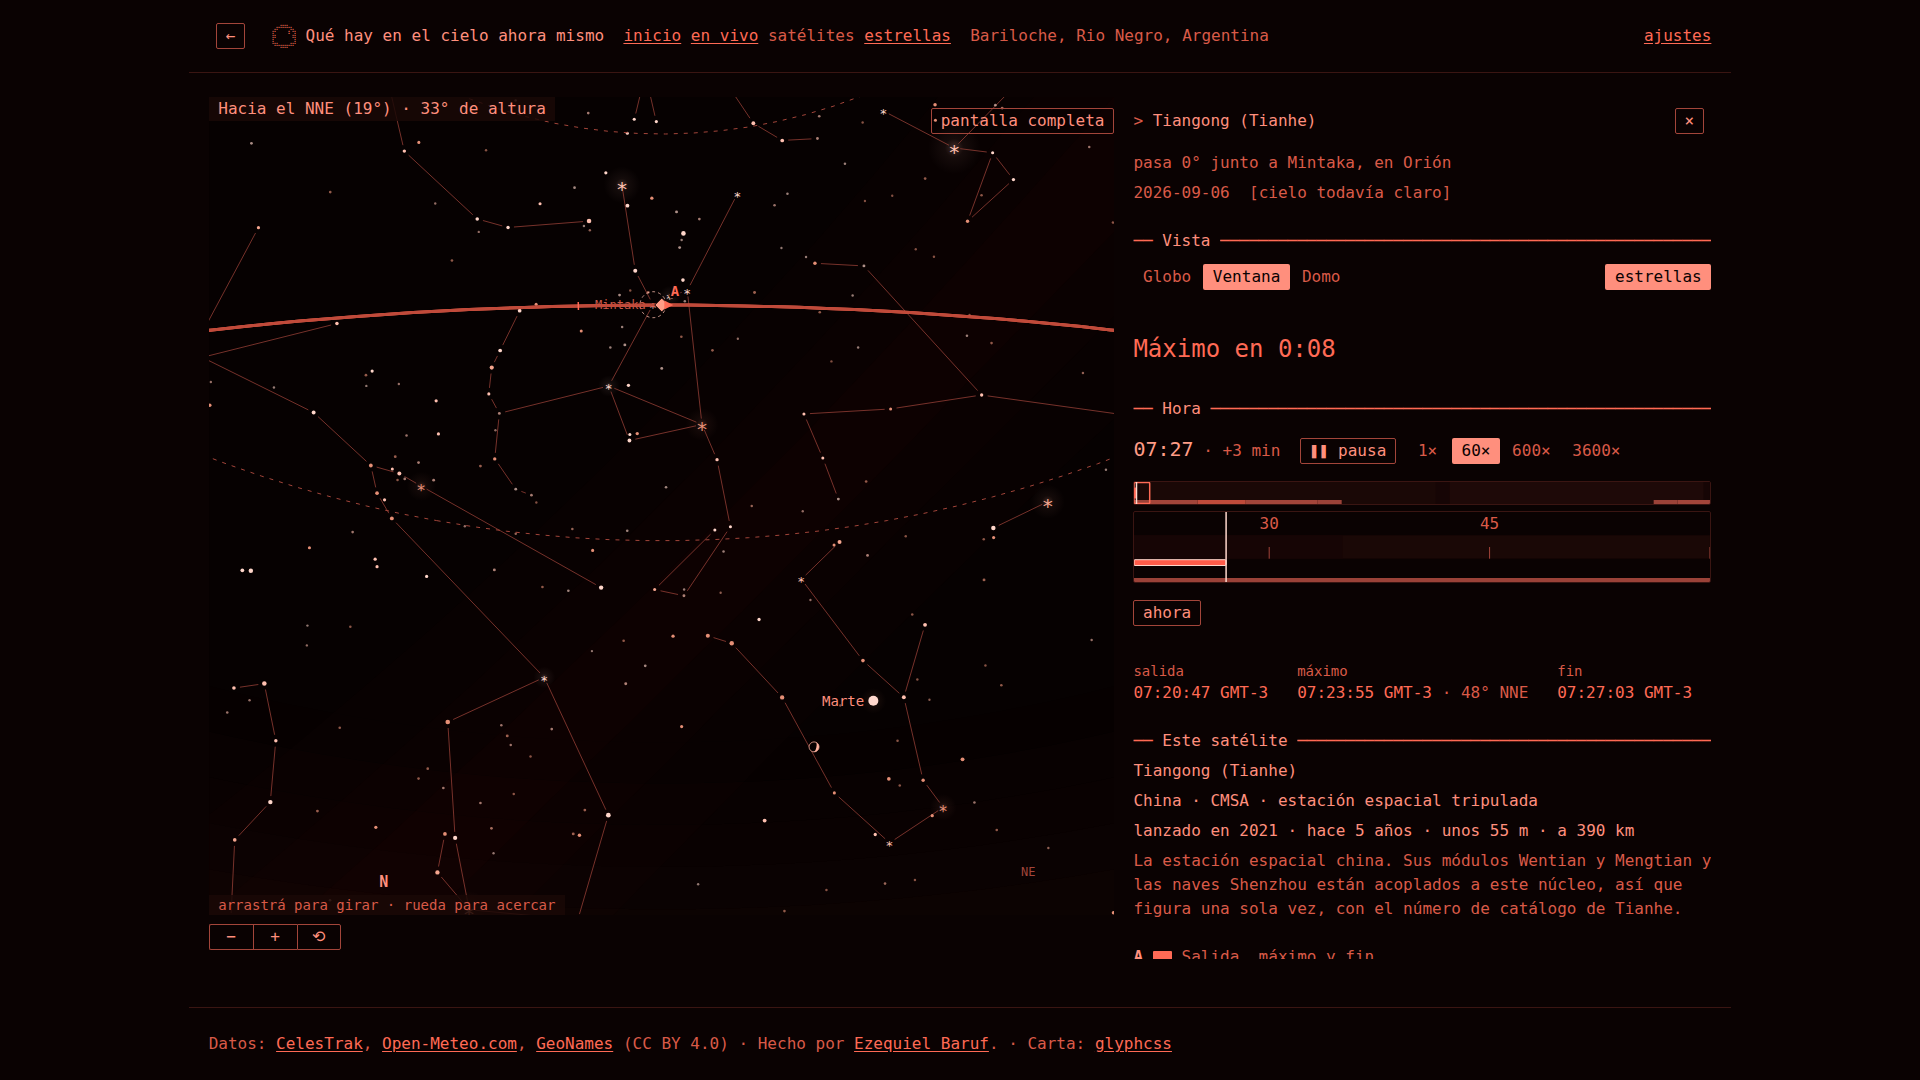 ← Qué hay en el cielo ahora mismo inicio en vivo satélites estrellas Bariloche, Rio Negro, Argentina ajustes
Hacia el NNE (19°) · 33° de altura
pantalla completa
A
Mintaka
Marte
N
NE
arrastrá para girar · rueda para acercar
− + ⟲
> Tiangong (Tianhe) ×
pasa 0° junto a Mintaka, en Orión
2026-09-06 [cielo todavía claro]
Vista
Globo Ventana Domo estrellas
Máximo en 0:08
Hora
07:27 · +3 min ❚❚ pausa 1× 60× 600× 3600×
30 45
ahora
salida máximo fin
07:20:47 GMT-3 07:23:55 GMT-3 · 48° NNE 07:27:03 GMT-3
Este satélite
Tiangong (Tianhe)
China · CMSA · estación espacial tripulada
lanzado en 2021 · hace 5 años · unos 55 m · a 390 km
La estación espacial china. Sus módulos Wentian y Mengtian y
las naves Shenzhou están acoplados a este núcleo, así que
figura una sola vez, con el número de catálogo de Tianhe.
A Salida, máximo y fin
Datos: CelesTrak, Open-Meteo.com, GeoNames (CC BY 4.0) · Hecho por Ezequiel Baruf. · Carta: glyphcss